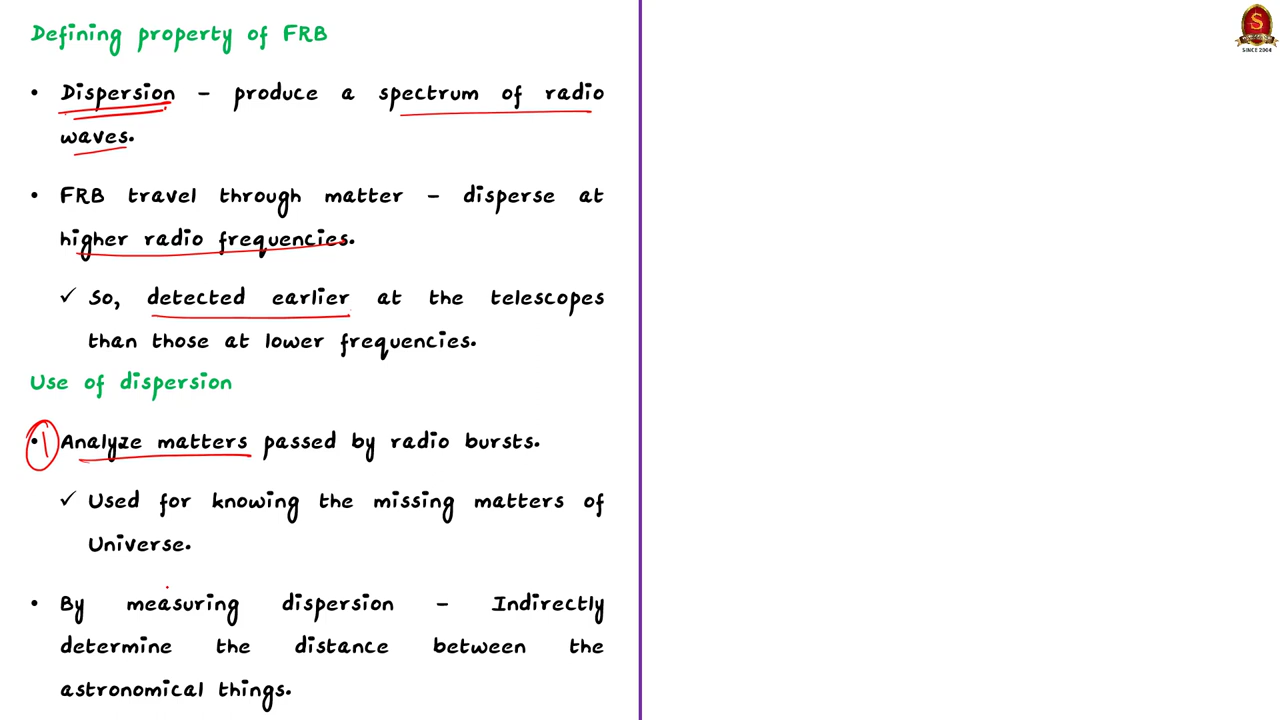 Defining property of FRB
• Dispersion – produce a spectrum of radio
waves.
• FRB travel through matter – disperse at
higher radio frequencies.
✓ So, detected earlier at the telescopes
than those at lower frequencies.
Use of dispersion
• 1 Analyze matters passed by radio bursts.
✓ Used for knowing the missing matters of
Universe.
• By measuring dispersion – Indirectly
determine the distance between the
astronomical things.
S
SINCE 2004